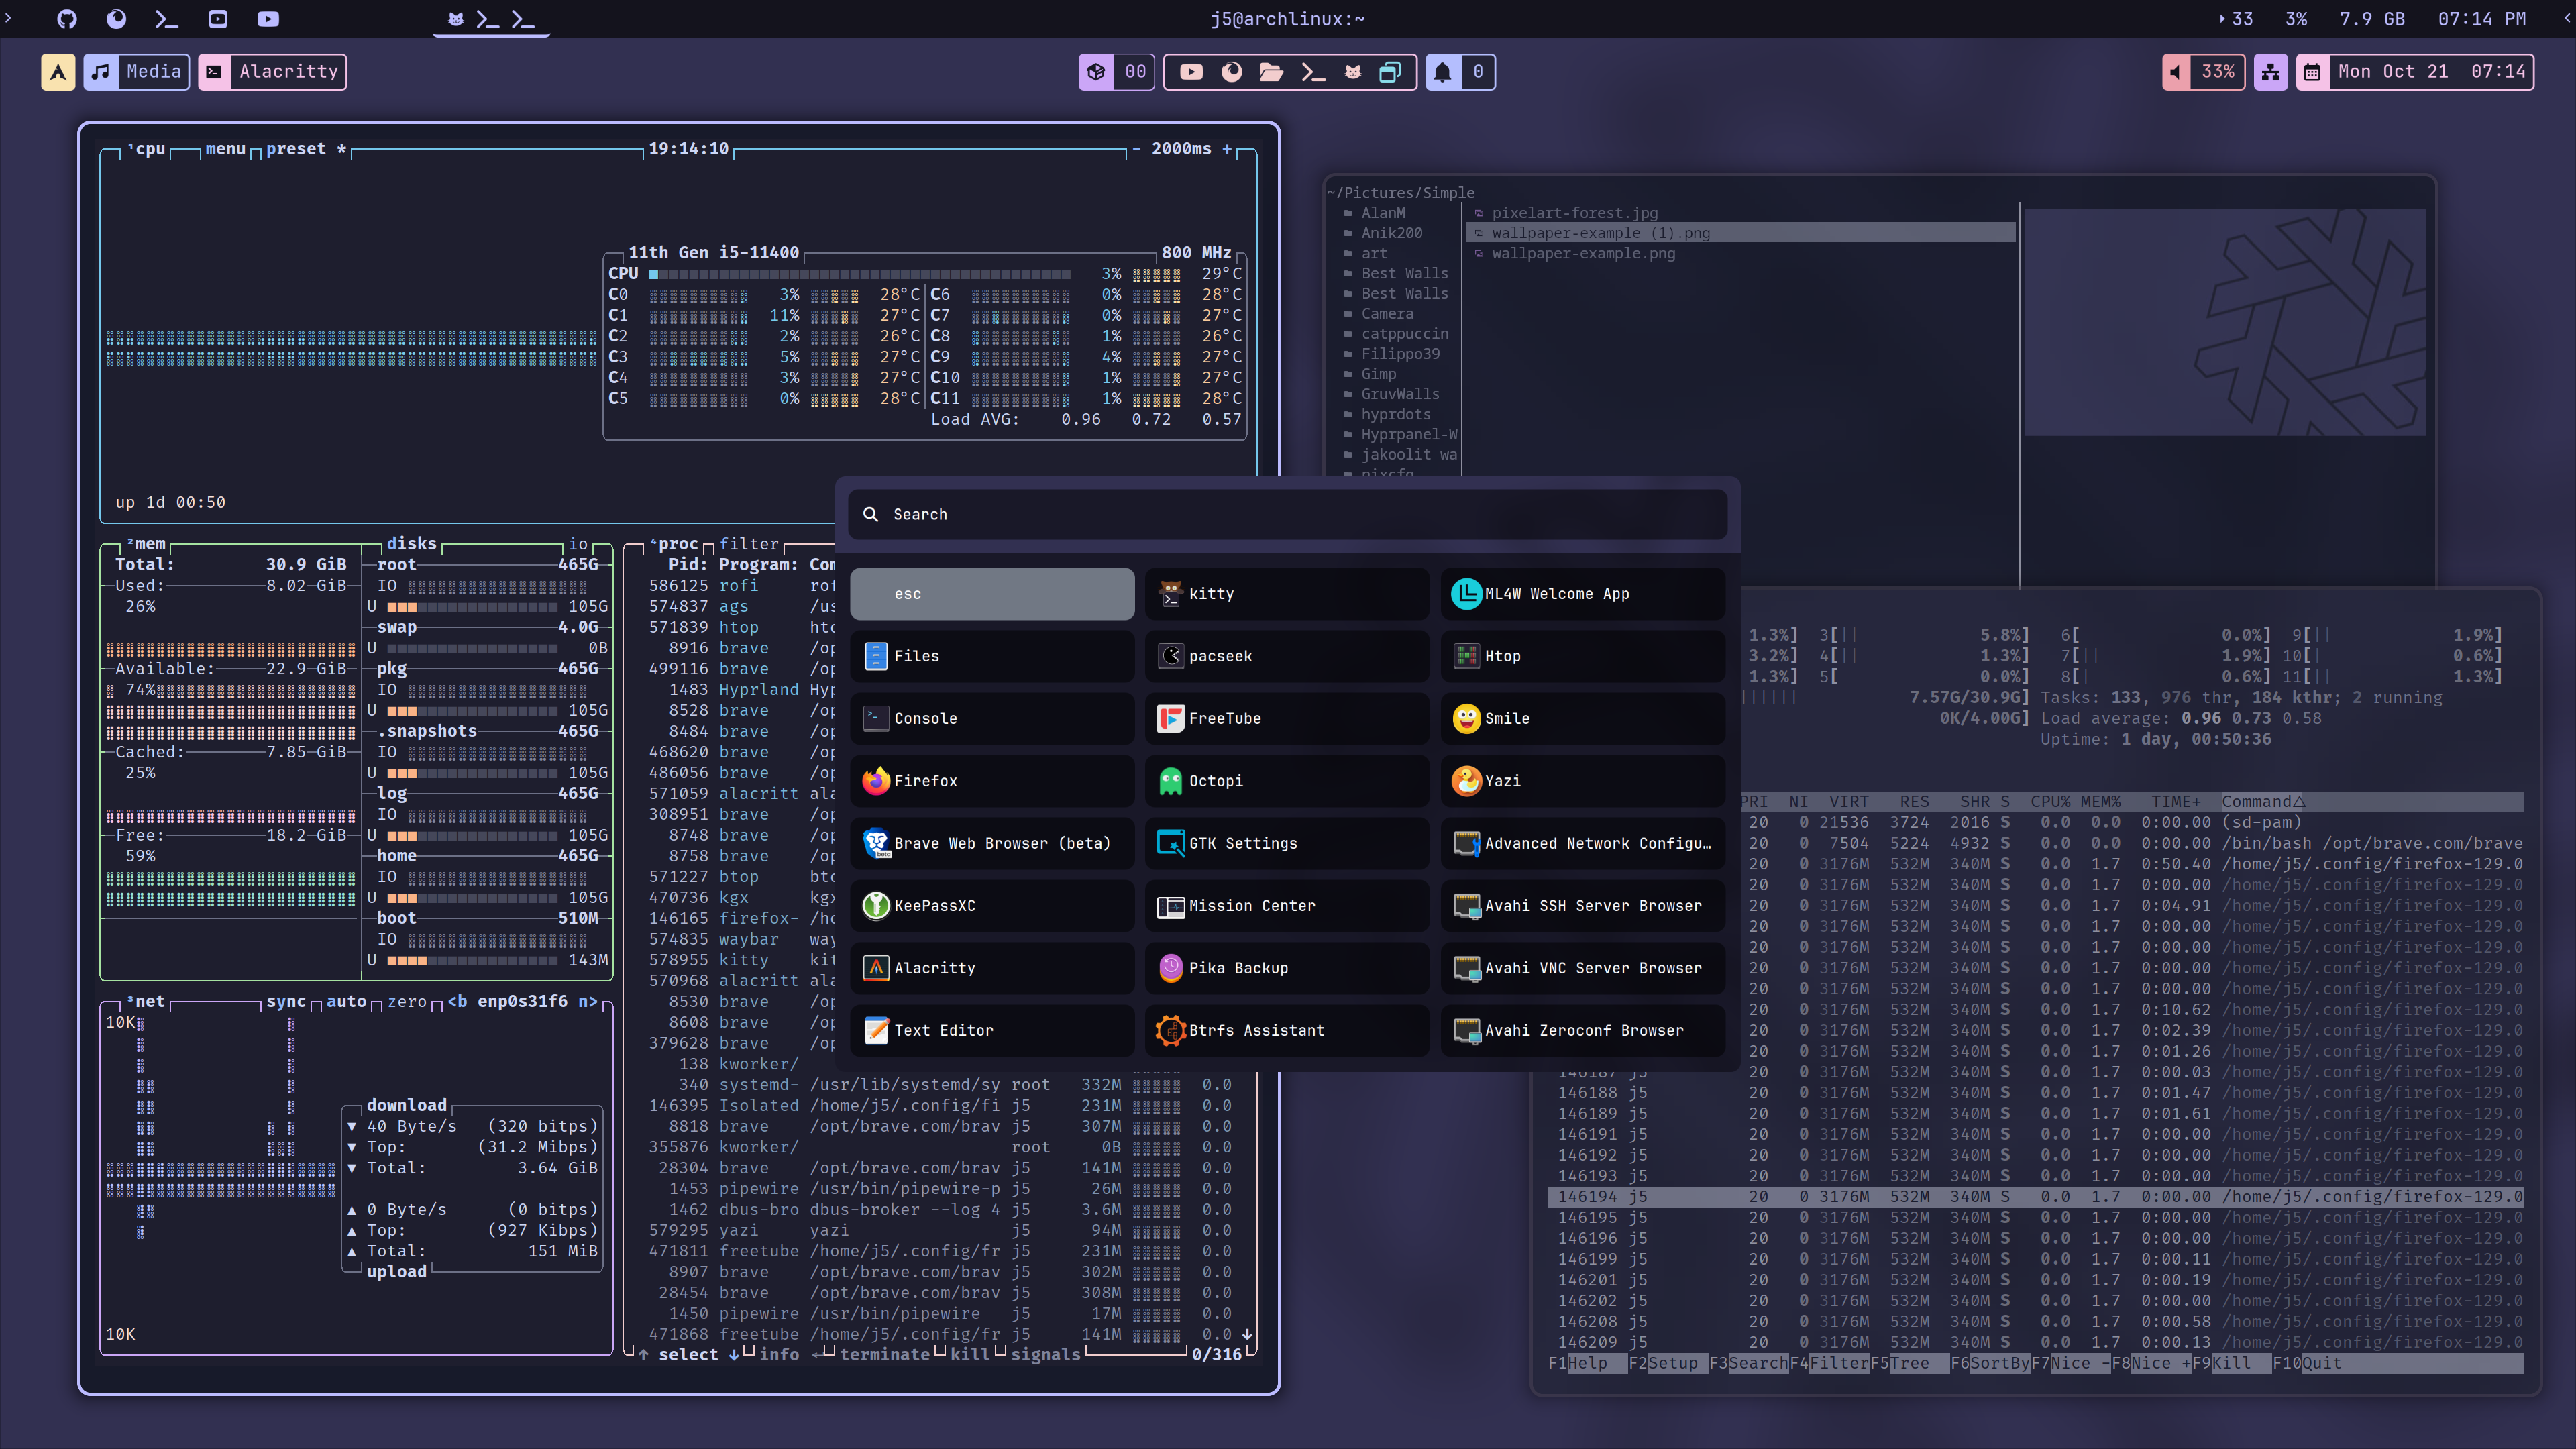 j5@archlinux:~
33 3% 7.9 GB 07:14 PM
Media Alacritty 00 0 33% Mon Oct 21 07:14
¹cpu menu preset * 19:14:10 - 2000ms +
11th Gen i5-11400 800 MHz
CPU 3% 29°C
C0 3% 28°C C6 0% 28°C
C1 11% 27°C C7 0% 27°C
C2 2% 26°C C8 1% 26°C
C3 5% 27°C C9 4% 27°C
C4 3% 27°C C10 1% 27°C
C5 0% 28°C C11 1% 28°C
Load AVG: 0.96 0.72 0.57
up 1d 00:50
²mem
Total: 30.9 GiB
Used: 8.02 GiB
26%
Available: 22.9 GiB
74%
Cached: 7.85 GiB
25%
Free: 18.2 GiB
59%
disks io
root 465G
IO
U 105G
swap 4.0G
U 0B
pkg 465G
IO
U 105G
.snapshots 465G
IO
U 105G
log 465G
IO
U 105G
home 465G
IO
U 105G
boot 510M
IO
U 143M
³net sync auto zero <b enp0s31f6 n>
10K
download
▼ 40 Byte/s (320 bitps)
▼ Top: (31.2 Mibps)
▼ Total: 3.64 GiB
▲ 0 Byte/s (0 bitps)
▲ Top: (927 Kibps)
▲ Total: 151 MiB
upload
10K
⁴proc filter
Pid: Program: Com
586125 rofi rof
574837 ags /us
571839 htop htc
8916 brave /op
499116 brave /op
1483 Hyprland Hyp
8528 brave /op
8484 brave /op
468620 brave /op
486056 brave /op
571059 alacritt ala
308951 brave /op
8748 brave /op
8758 brave /op
571227 btop btc
470736 kgx kgx
146165 firefox- /ho
574835 waybar way
578955 kitty kit
570968 alacritt ala
8530 brave /op
8608 brave /op
379628 brave /op
138 kworker/
340 systemd- /usr/lib/systemd/sy root 332M 0.0
146395 Isolated /home/j5/.config/fi j5 231M 0.0
8818 brave /opt/brave.com/brav j5 307M 0.0
355876 kworker/ root 0B 0.0
28304 brave /opt/brave.com/brav j5 141M 0.0
1453 pipewire /usr/bin/pipewire-p j5 26M 0.0
1462 dbus-bro dbus-broker --log 4 j5 3.6M 0.0
579295 yazi yazi j5 94M 0.0
471811 freetube /home/j5/.config/fr j5 231M 0.0
8907 brave /opt/brave.com/brav j5 302M 0.0
28454 brave /opt/brave.com/brav j5 308M 0.0
1450 pipewire /usr/bin/pipewire j5 17M 0.0
471868 freetube /home/j5/.config/fr j5 141M 0.0 ↓
↑ select ↓ info ← terminate kill signals 0/316
Search
esc kitty ML4W Welcome App
Files pacseek Htop
Console FreeTube Smile
Firefox Octopi Yazi
Brave Web Browser (beta) GTK Settings Advanced Network Configu...
KeePassXC Mission Center Avahi SSH Server Browser
Alacritty Pika Backup Avahi VNC Server Browser
Text Editor Btrfs Assistant Avahi Zeroconf Browser
~/Pictures/Simple
AlanM pixelart-forest.jpg
Anik200 wallpaper-example (1).png
art wallpaper-example.png
Best Walls
Best Walls
Camera
catppuccin
Filippo39
Gimp
GruvWalls
hyprdots
Hyprpanel-W
jakoolit wa
nixcfg
1.3%] 3[|| 5.8%] 6[ 0.0%] 9[|| 1.9%]
3.2%] 4[|| 1.3%] 7[|| 1.9%] 10[| 0.6%]
1.3%] 5[ 0.0%] 8[| 0.6%] 11[|| 1.3%]
|||||| 7.57G/30.9G] Tasks: 133, 976 thr, 184 kthr; 2 running
0K/4.00G] Load average: 0.96 0.73 0.58
Uptime: 1 day, 00:50:36
PRI NI VIRT RES SHR S CPU% MEM% TIME+ Command△
20 0 21536 3724 2016 S 0.0 0.0 0:00.00 (sd-pam)
20 0 7504 5224 4932 S 0.0 0.0 0:00.00 /bin/bash /opt/brave.com/brave
20 0 3176M 532M 340M S 0.0 1.7 0:50.40 /home/j5/.config/firefox-129.0
20 0 3176M 532M 340M S 0.0 1.7 0:00.00 /home/j5/.config/firefox-129.0
20 0 3176M 532M 340M S 0.0 1.7 0:04.91 /home/j5/.config/firefox-129.0
20 0 3176M 532M 340M S 0.0 1.7 0:00.00 /home/j5/.config/firefox-129.0
20 0 3176M 532M 340M S 0.0 1.7 0:00.00 /home/j5/.config/firefox-129.0
20 0 3176M 532M 340M S 0.0 1.7 0:00.00 /home/j5/.config/firefox-129.0
20 0 3176M 532M 340M S 0.0 1.7 0:00.00 /home/j5/.config/firefox-129.0
20 0 3176M 532M 340M S 0.0 1.7 0:10.62 /home/j5/.config/firefox-129.0
20 0 3176M 532M 340M S 0.0 1.7 0:02.39 /home/j5/.config/firefox-129.0
20 0 3176M 532M 340M S 0.0 1.7 0:01.26 /home/j5/.config/firefox-129.0
146187 j5 20 0 3176M 532M 340M S 0.0 1.7 0:00.03 /home/j5/.config/firefox-129.0
146188 j5 20 0 3176M 532M 340M S 0.0 1.7 0:01.47 /home/j5/.config/firefox-129.0
146189 j5 20 0 3176M 532M 340M S 0.0 1.7 0:01.61 /home/j5/.config/firefox-129.0
146191 j5 20 0 3176M 532M 340M S 0.0 1.7 0:00.00 /home/j5/.config/firefox-129.0
146192 j5 20 0 3176M 532M 340M S 0.0 1.7 0:00.00 /home/j5/.config/firefox-129.0
146193 j5 20 0 3176M 532M 340M S 0.0 1.7 0:00.00 /home/j5/.config/firefox-129.0
146194 j5 20 0 3176M 532M 340M S 0.0 1.7 0:00.00 /home/j5/.config/firefox-129.0
146195 j5 20 0 3176M 532M 340M S 0.0 1.7 0:00.00 /home/j5/.config/firefox-129.0
146196 j5 20 0 3176M 532M 340M S 0.0 1.7 0:00.00 /home/j5/.config/firefox-129.0
146199 j5 20 0 3176M 532M 340M S 0.0 1.7 0:00.11 /home/j5/.config/firefox-129.0
146201 j5 20 0 3176M 532M 340M S 0.0 1.7 0:00.19 /home/j5/.config/firefox-129.0
146202 j5 20 0 3176M 532M 340M S 0.0 1.7 0:00.00 /home/j5/.config/firefox-129.0
146208 j5 20 0 3176M 532M 340M S 0.0 1.7 0:00.58 /home/j5/.config/firefox-129.0
146209 j5 20 0 3176M 532M 340M S 0.0 1.7 0:00.13 /home/j5/.config/firefox-129.0
F1Help F2Setup F3SearchF4FilterF5Tree F6SortByF7Nice -F8Nice +F9Kill F10Quit